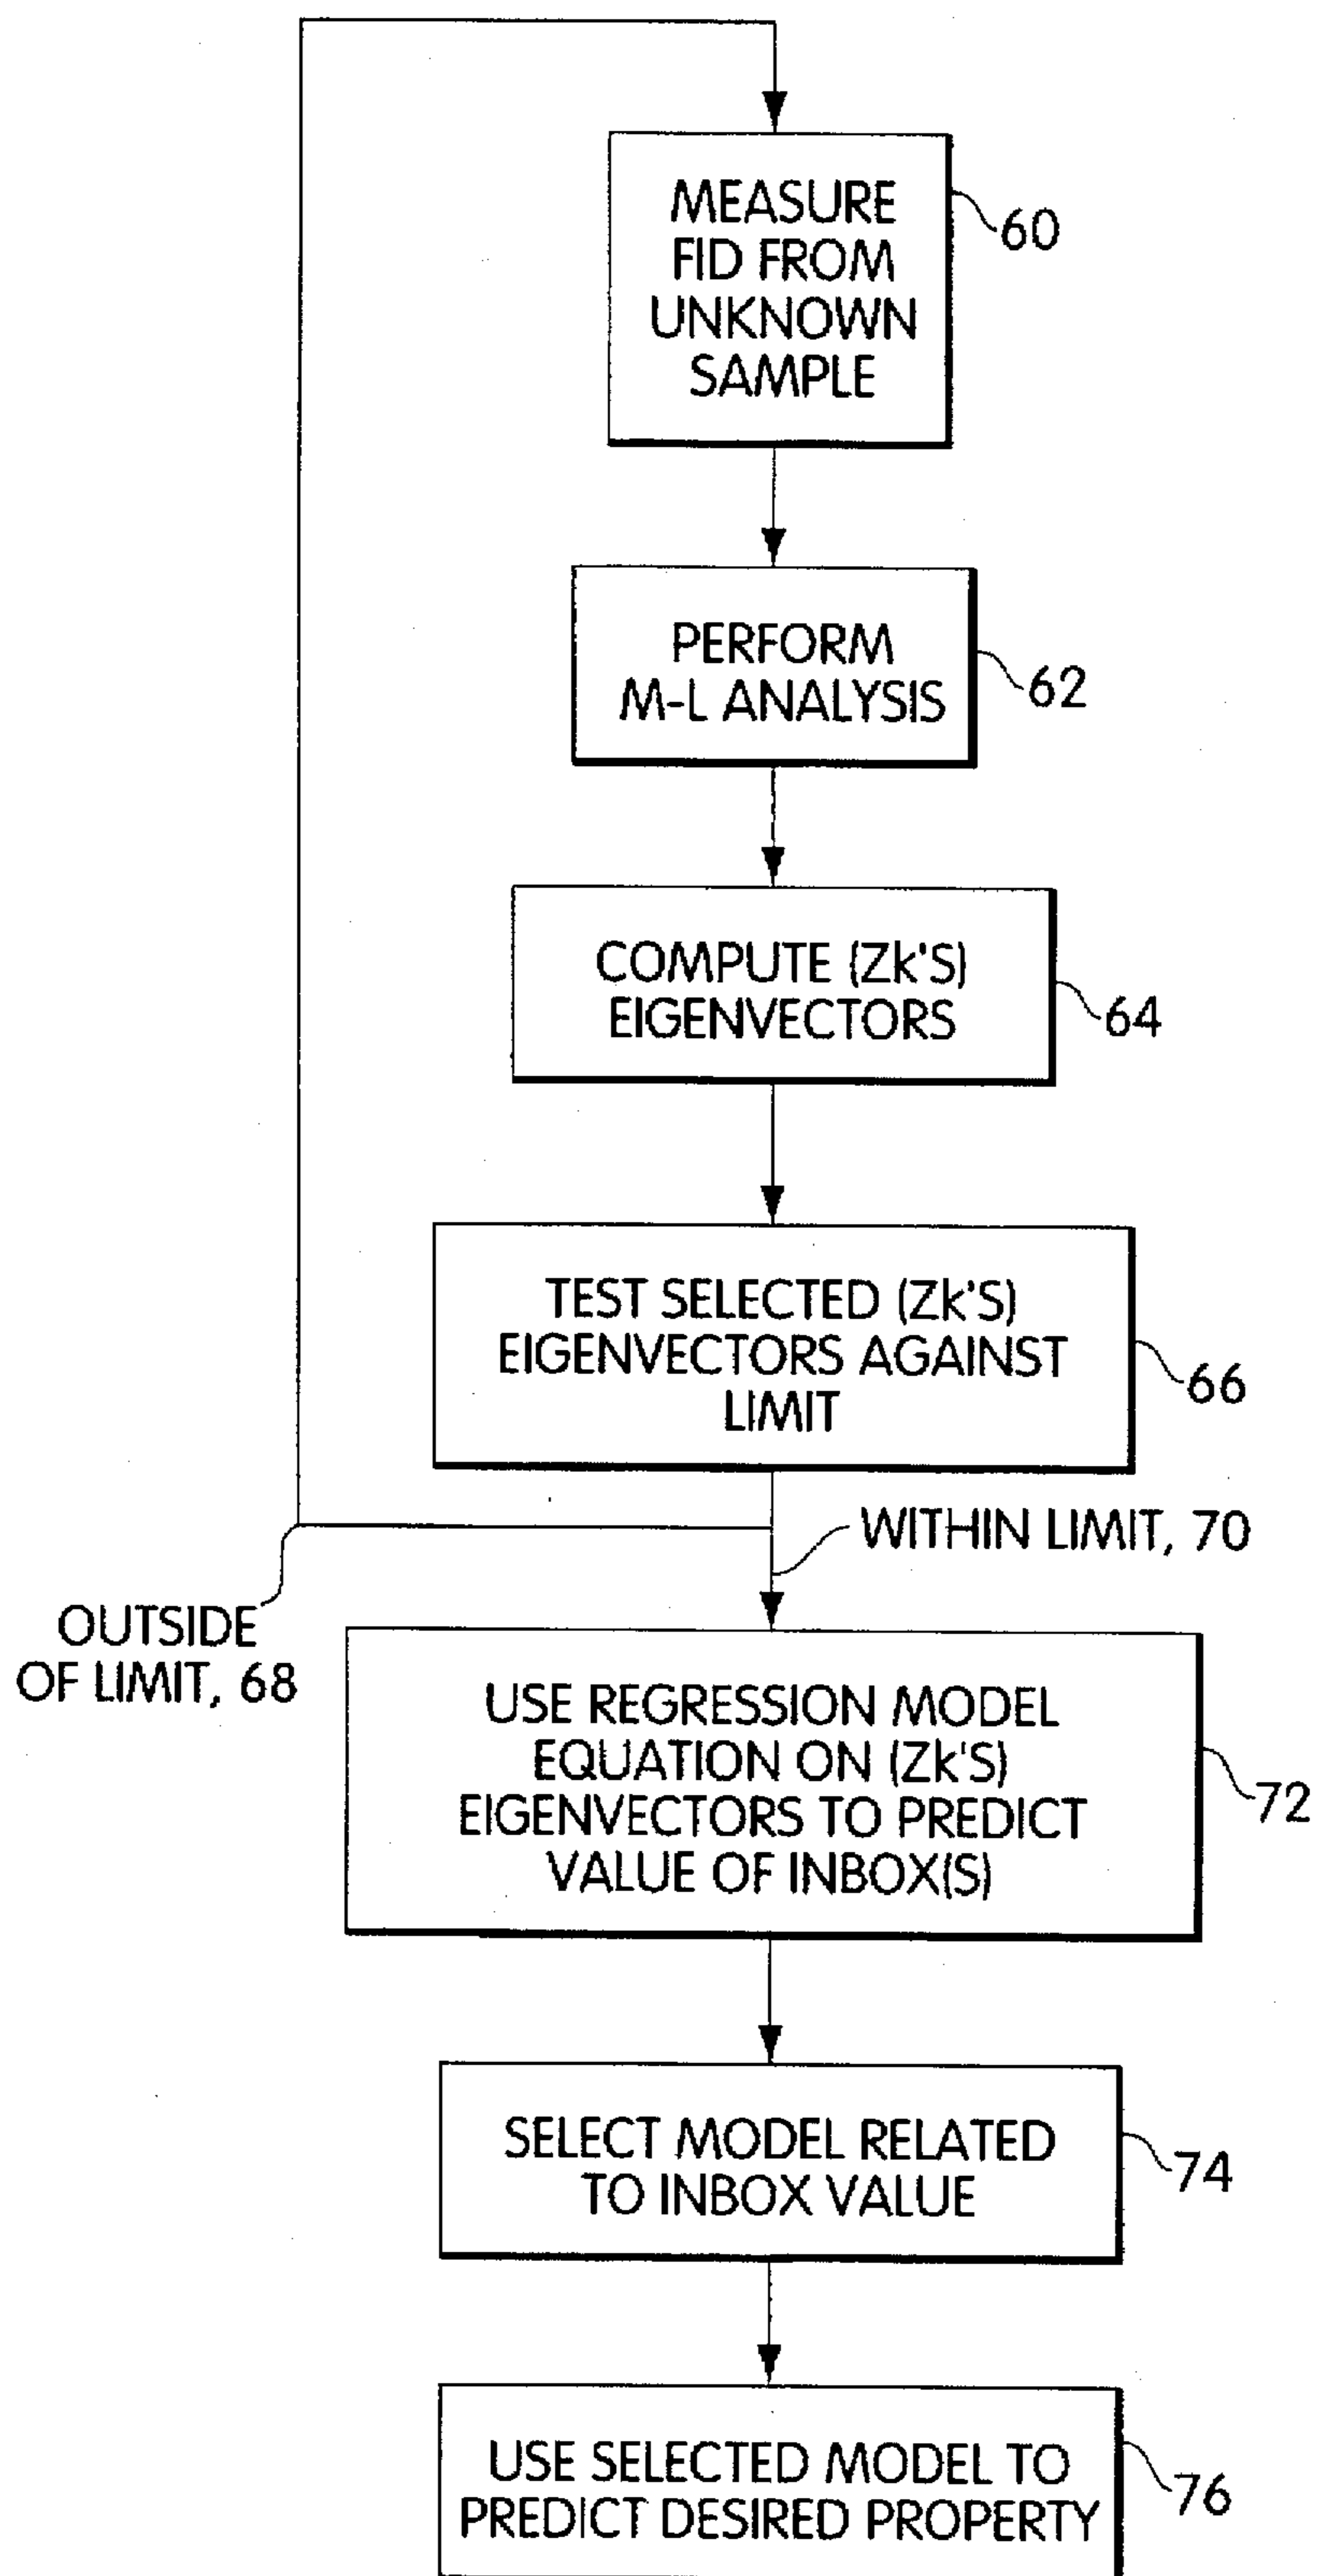 MEASURE
FID FROM
UNKNOWN
SAMPLE
60
PERFORM
M-L ANALYSIS
62
COMPUTE (Zk'S)
EIGENVECTORS
64
TEST SELECTED (Zk'S)
EIGENVECTORS AGAINST
LIMIT
66
WITHIN LIMIT, 70
OUTSIDE
OF LIMIT, 68
USE REGRESSION MODEL
EQUATION ON (Zk'S)
EIGENVECTORS TO PREDICT
VALUE OF INBOX(S)
72
SELECT MODEL RELATED
TO INBOX VALUE
74
USE SELECTED MODEL TO
PREDICT DESIRED PROPERTY
76